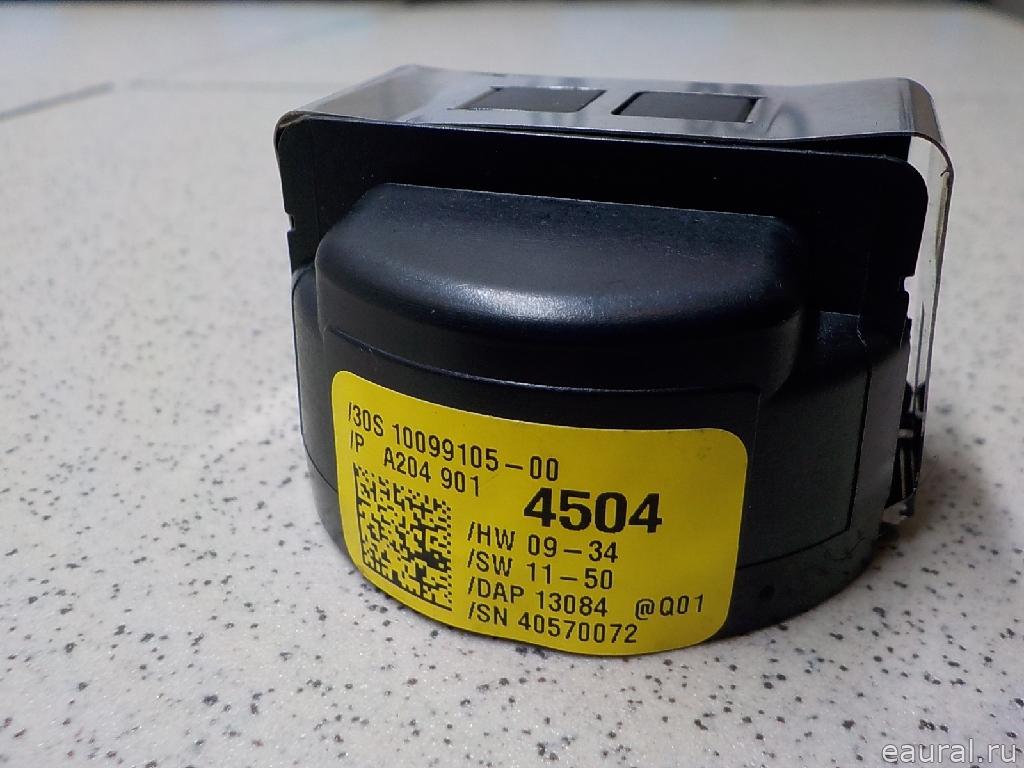 /30S 10099105-00
/P A204 901 4504
/HW 09-34
/SW 11-50
/DAP 13084 @Q01
/SN 40570072
eaural.ru